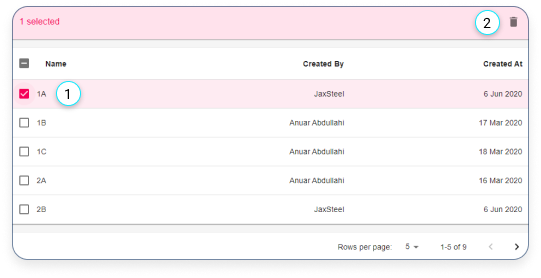 1 selected 2
Name Created By Created At
1A 1 JaxSteel 6 Jun 2020
1B Anuar Abdullahi 17 Mar 2020
1C Anuar Abdullahi 18 Mar 2020
2A Anuar Abdullahi 16 Mar 2020
2B JaxSteel 6 Jun 2020
Rows per page: 5 1-5 of 9